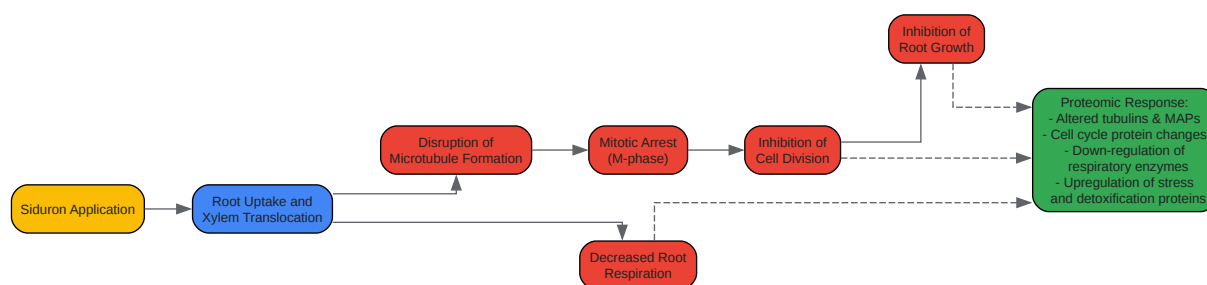 Siduron Application
Root Uptake and
Xylem Translocation
Disruption of
Microtubule Formation
Mitotic Arrest
(M-phase)
Inhibition of
Cell Division
Inhibition of
Root Growth
Decreased Root
Respiration
Proteomic Response:
- Altered tubulins & MAPs
- Cell cycle protein changes
- Down-regulation of
respiratory enzymes
- Upregulation of stress
and detoxification proteins